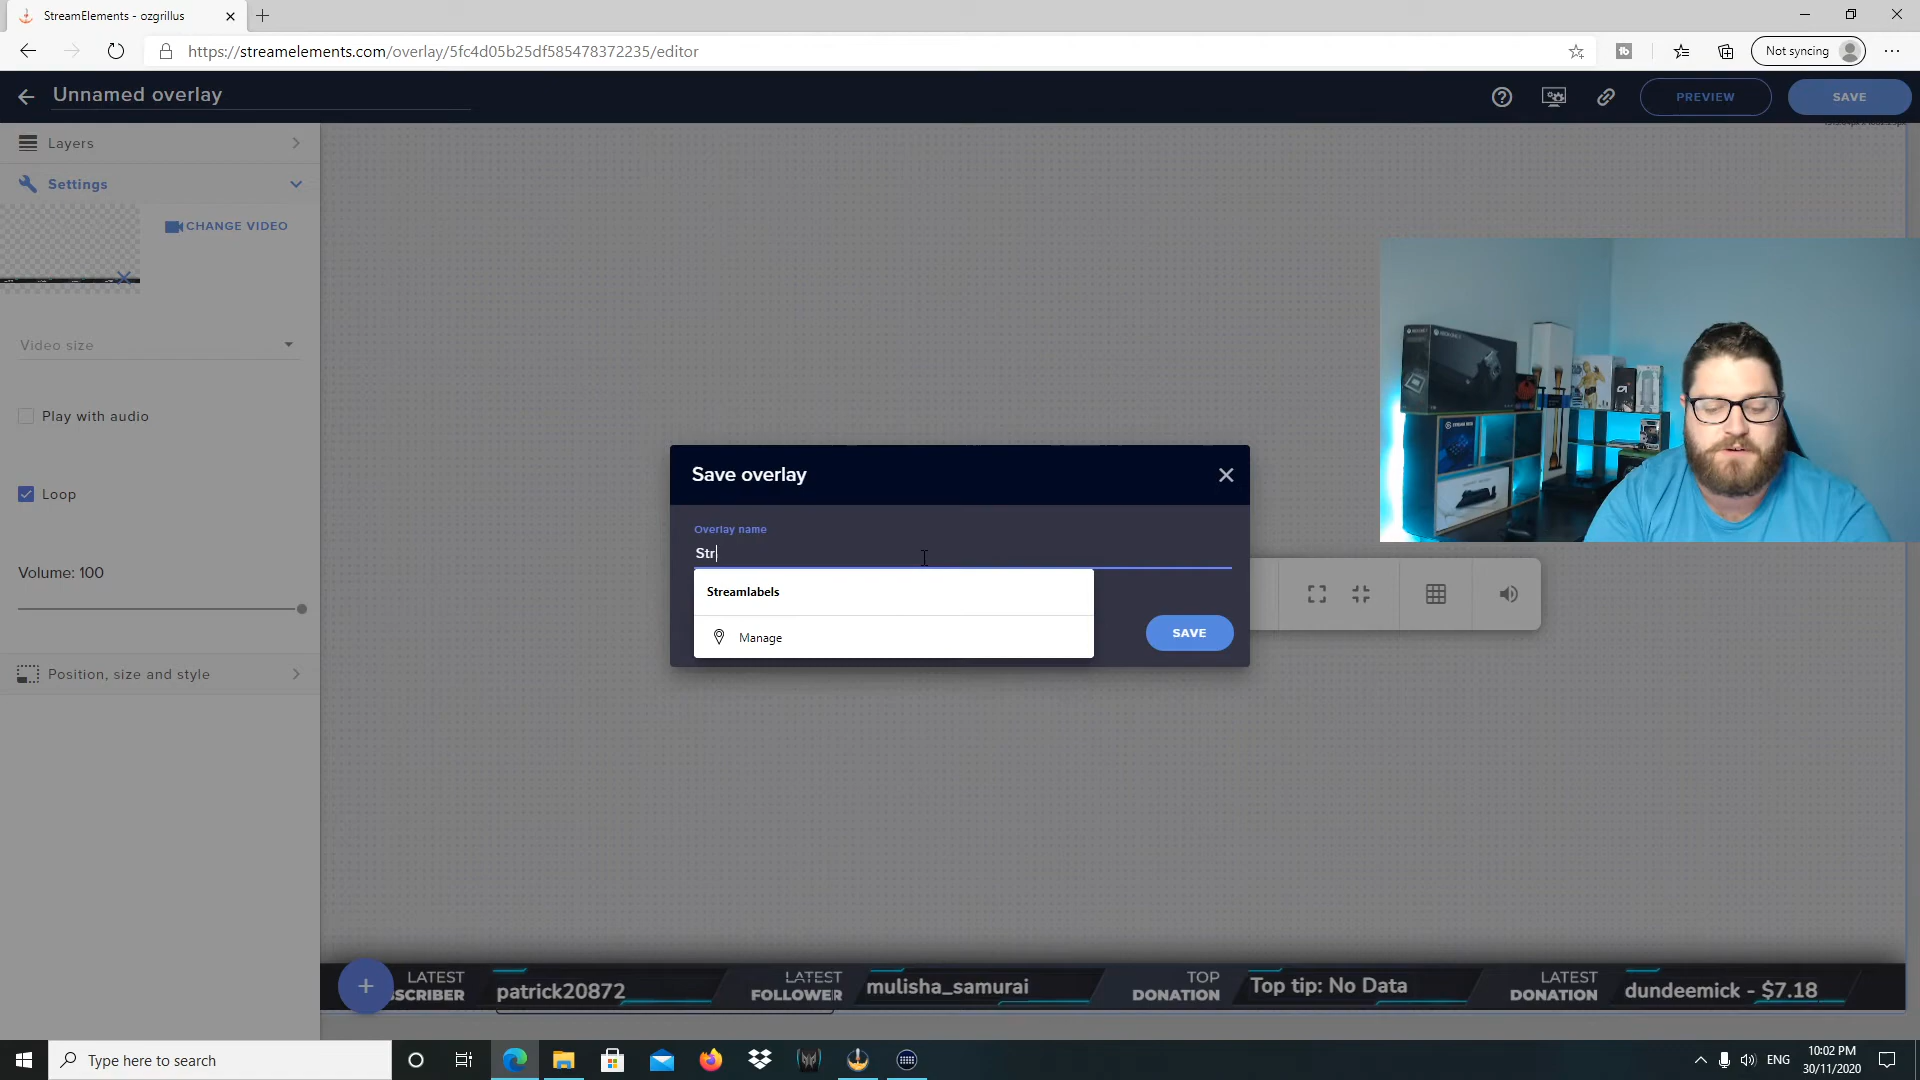 StreamElements - ozgrillus
https://streamelements.com/overlay/5fc4d05b25df585478372235/editor
Not syncing
Unnamed overlay
PREVIEW
SAVE
Layers
Settings
CHANGE VIDEO
Video size
Play with audio
Loop
Volume: 100
Position, size and style
Save overlay
Overlay name
Str
Streamlabels
Manage
SAVE
LATEST
SCRIBER
patrick20872
LATEST
FOLLOWER
mulisha_samurai
TOP
DONATION
Top tip: No Data
LATEST
DONATION
dundeemick - $7.18
Type here to search
ENG
10:02 PM
30/11/2020